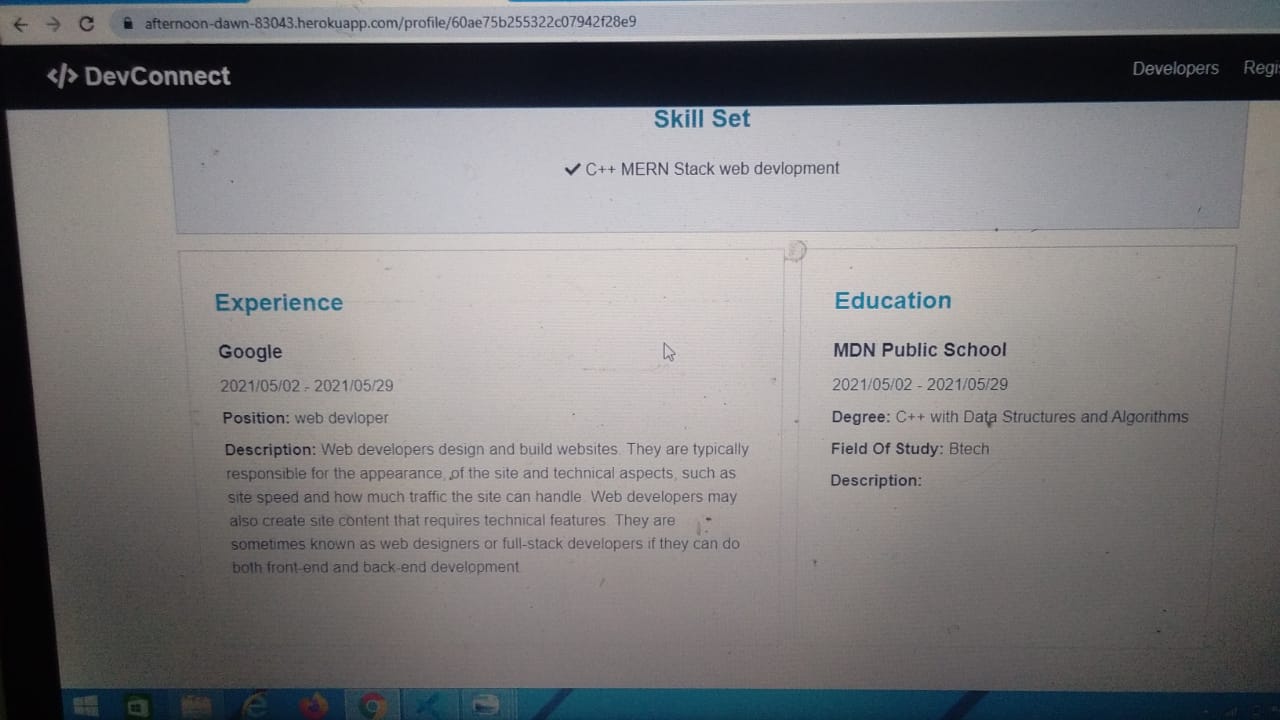 afternoon-dawn-83043.herokuapp.com/profile/60ae75b255322c07942f28e9
</> DevConnect
Developers
Skill Set
✔ C++ MERN Stack web devlopment
Experience
Google
2021/05/02 - 2021/05/29
Position: web devloper
Description: Web developers design and build websites. They are typically
responsible for the appearance, of the site and technical aspects, such as
site speed and how much traffic the site can handle. Web developers may
also create site content that requires technical features. They are
sometimes known as web designers or full-stack developers if they can do
both front-end and back-end development.
Education
MDN Public School
2021/05/02 - 2021/05/29
Degree: C++ with Data Structures and Algorithms
Field Of Study: Btech
Description: